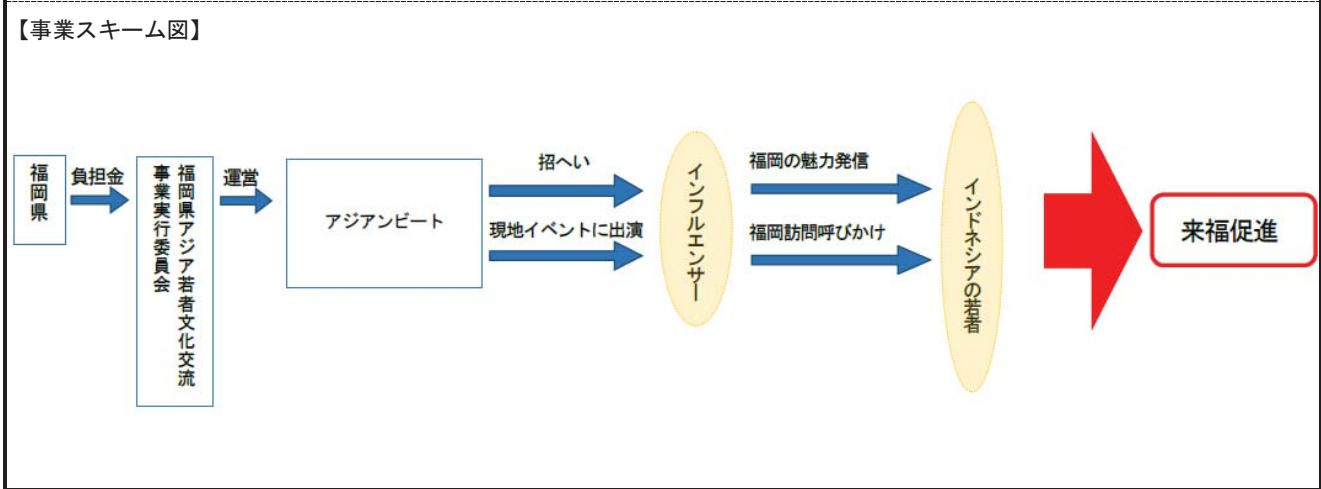 【事業スキーム図】
福岡県
負担金
福岡県アジア若者文化交流
事業実行委員会
運営
アジアンビート
招へい
現地イベントに出演
インフルエンサー
福岡の魅力発信
福岡訪問呼びかけ
インドネシアの若者
来福促進